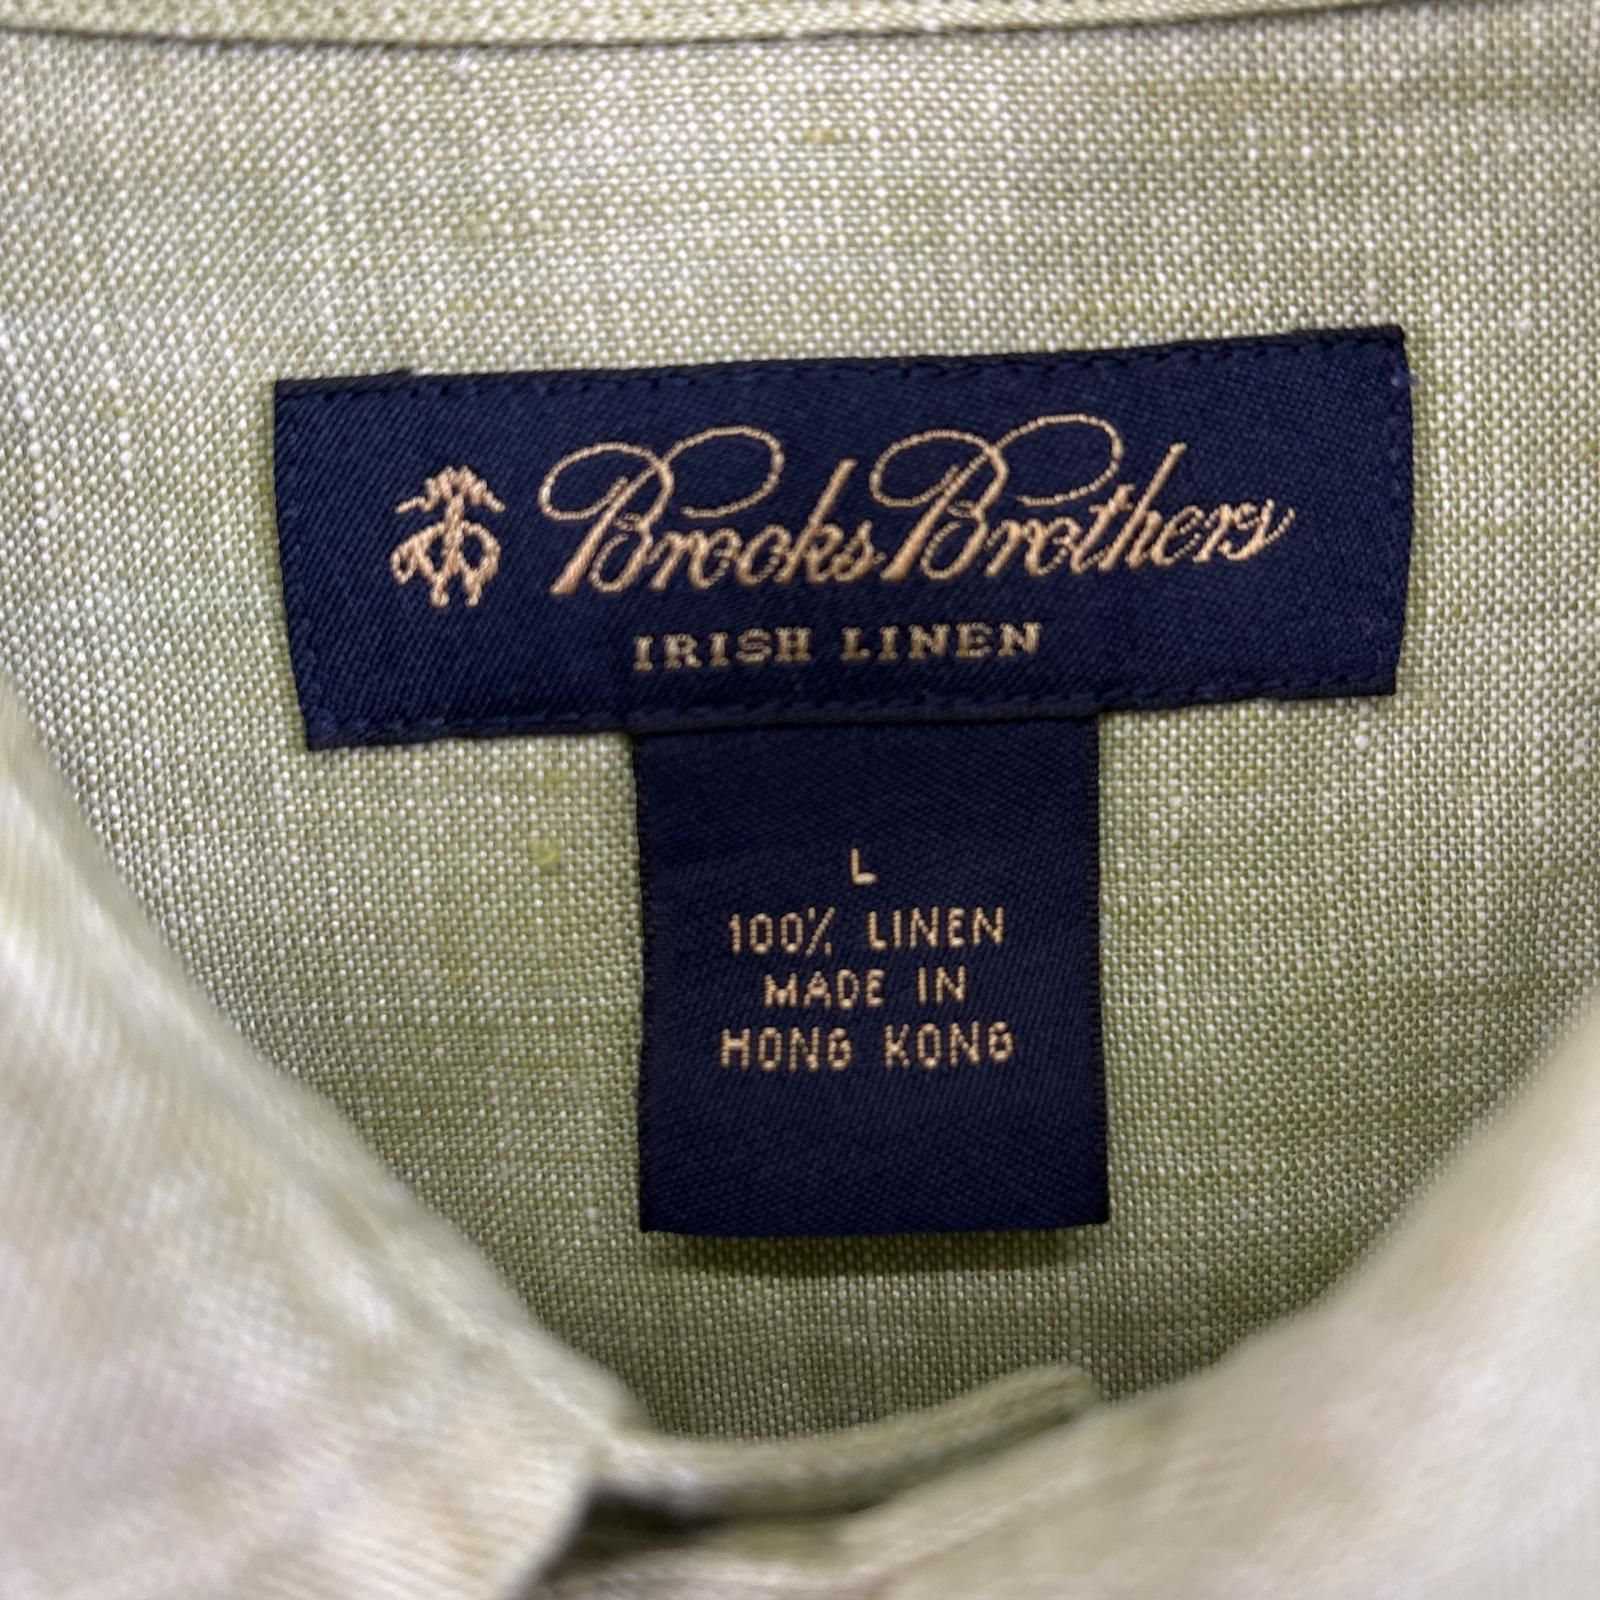 Brooks Brothers
IRISH LINEN
L
100% LINEN
MADE IN
HONG KONG